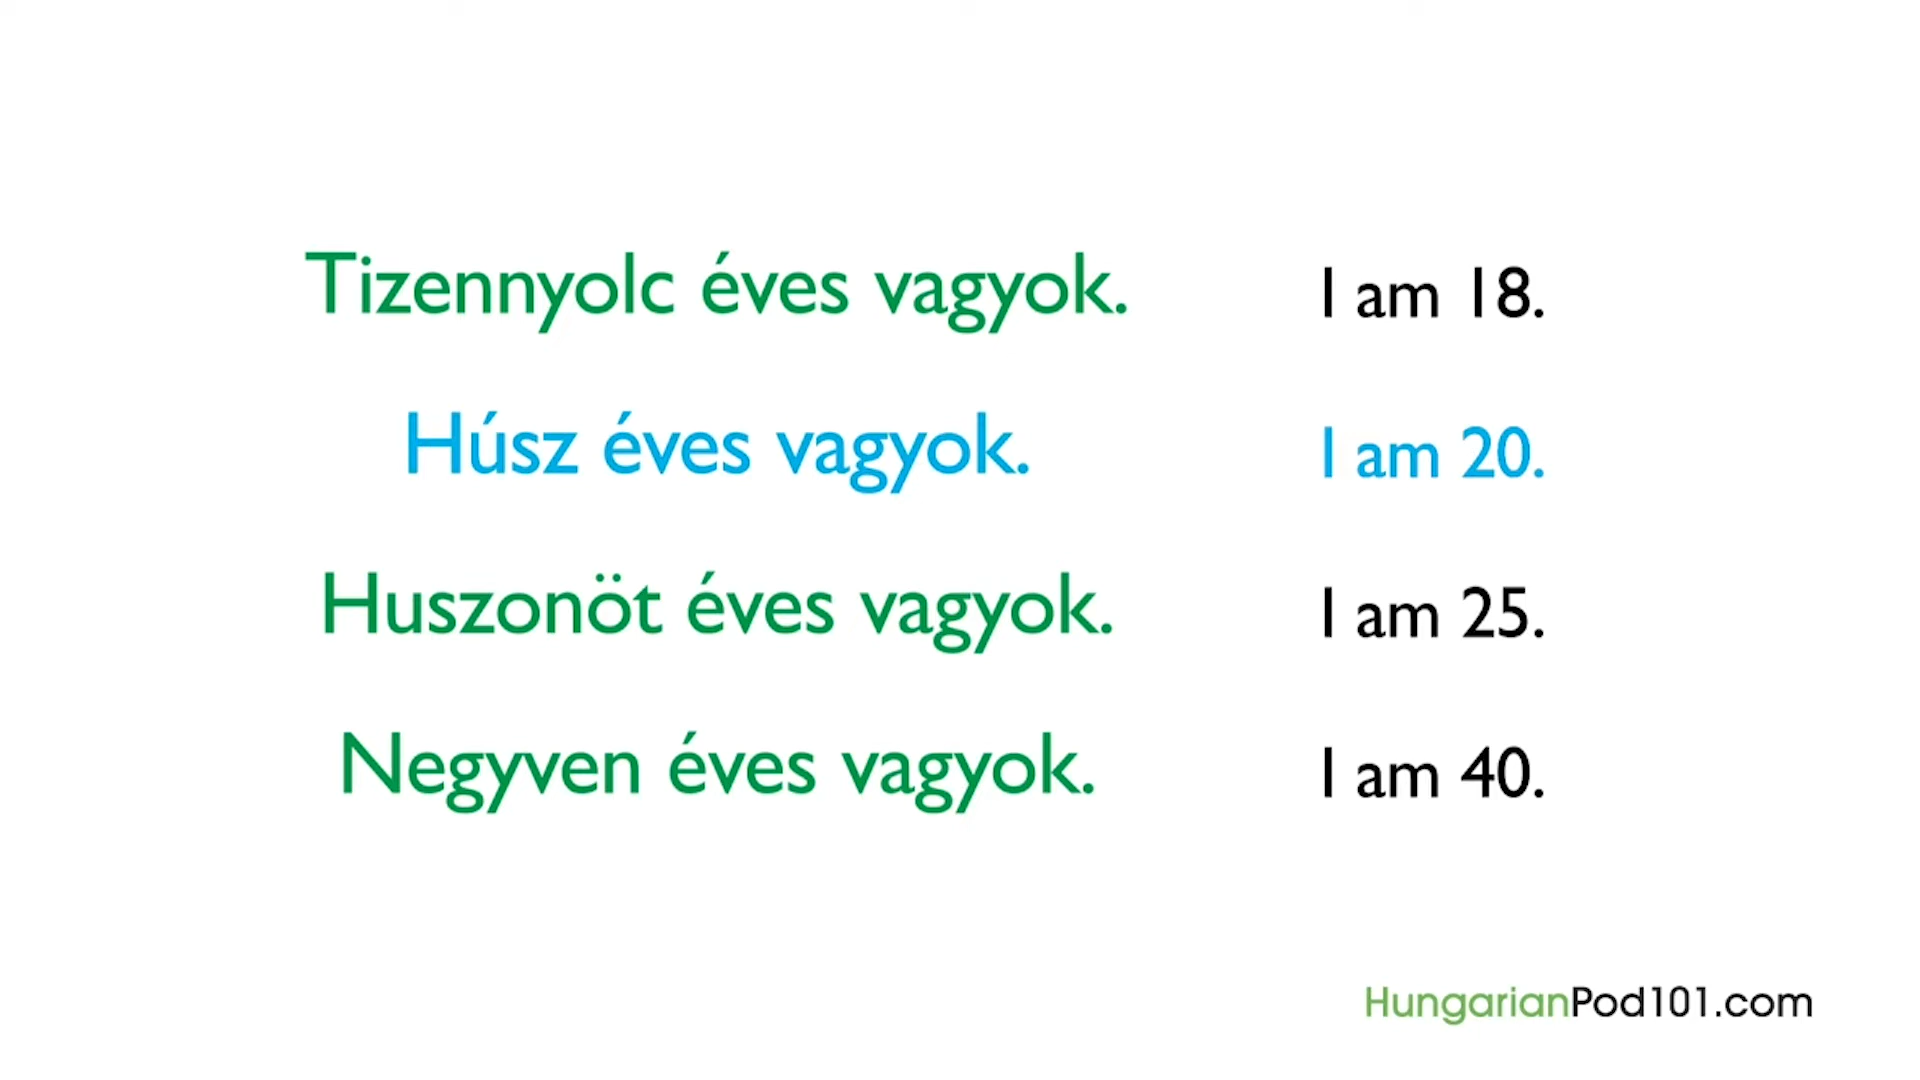 Tizennyolc éves vagyok. I am 18.
Húsz éves vagyok. I am 20.
Huszonöt éves vagyok. I am 25.
Negyven éves vagyok. I am 40.
HungarianPod101.com